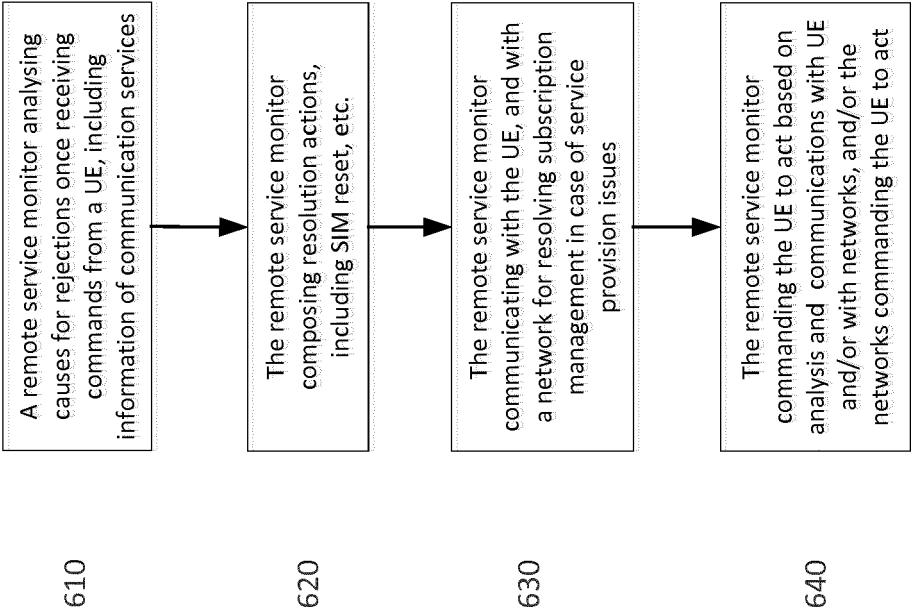 610
A remote service monitor analysing
causes for rejections once receiving
commands from a UE, including
information of communication services
620
The remote service monitor
composing resolution actions,
including SIM reset, etc.
630
The remote service monitor
communicating with the UE, and with
a network for resolving subscription
management in case of service
provision issues
640
The remote service monitor
commanding the UE to act based on
analysis and communications with UE
and/or with networks, and/or the
networks commanding the UE to act